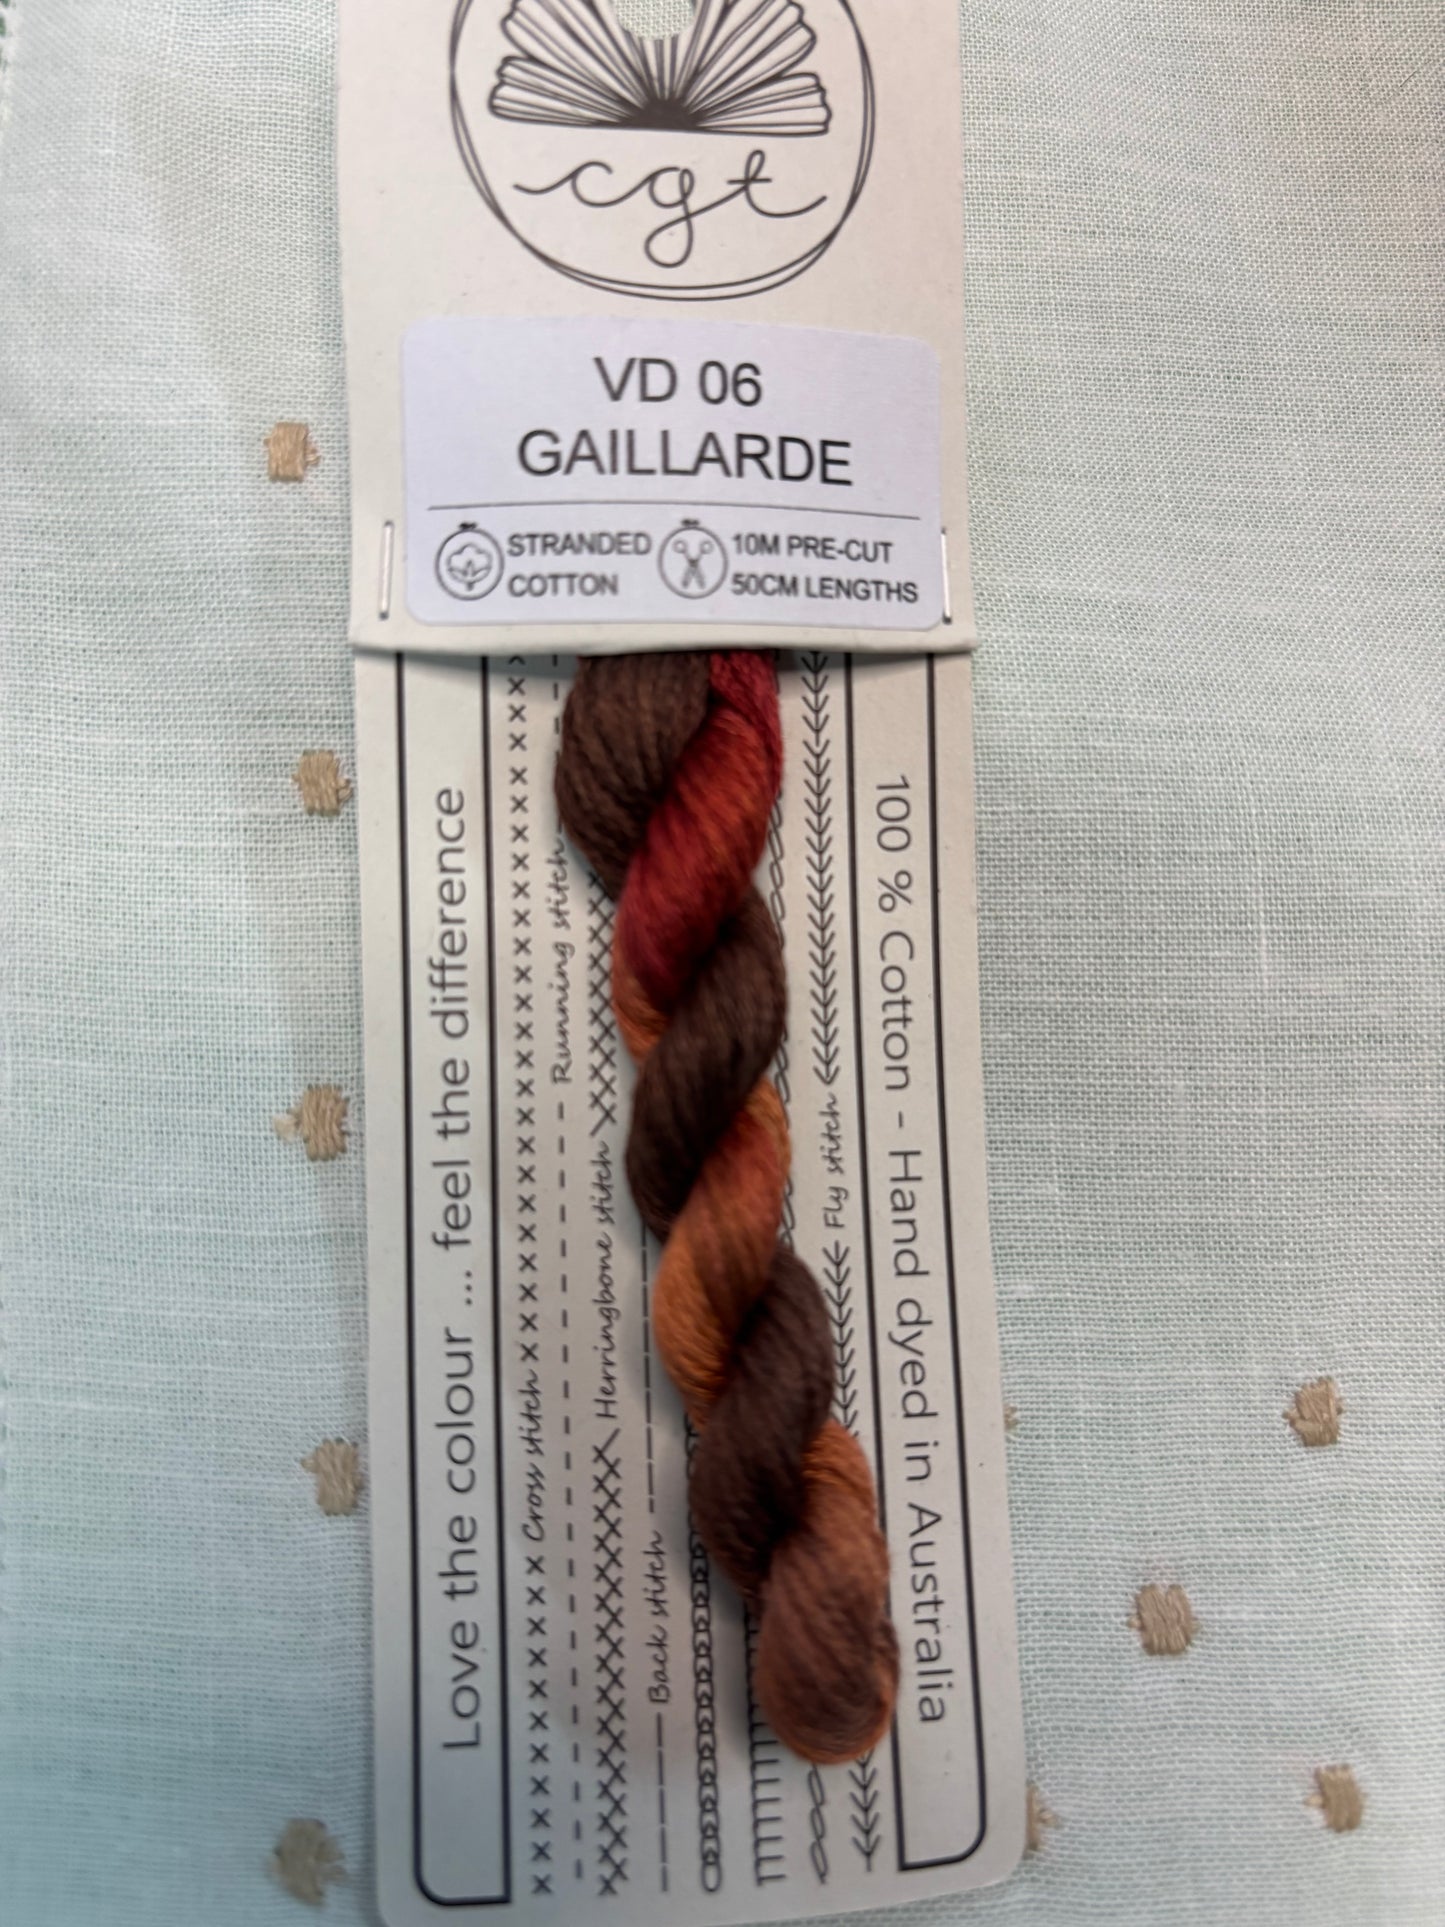 cgt
VD 06
GAILLARDE
STRANDED
COTTON
10M PRE-CUT
50CM LENGTHS
Love the colour .... feel the difference
Cross stitch
Running stitch
Herringbone stitch
Back stitch
Fly stitch
100 % Cotton - Hand dyed in Australia